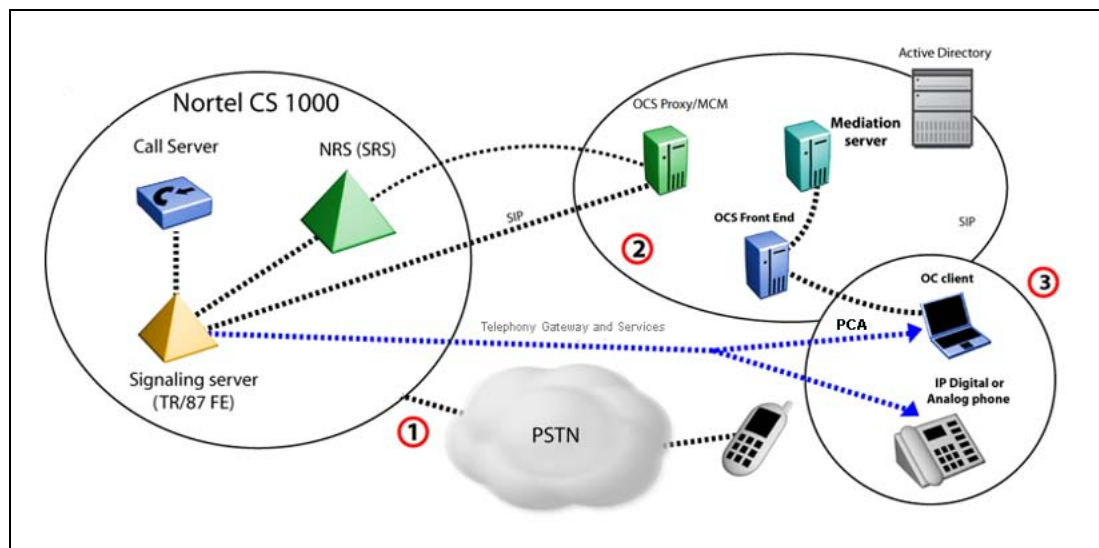 Nortel CS 1000
Call Server
NRS (SRS)
Signaling server
(TR/87 FE)
SIP
Active Directory
OCS Proxy/MCM
Mediation
server
OCS Front End
SIP
2
OC client
3
Telephony Gateway and Services
PCA
IP Digital or
Analog phone
1
PSTN